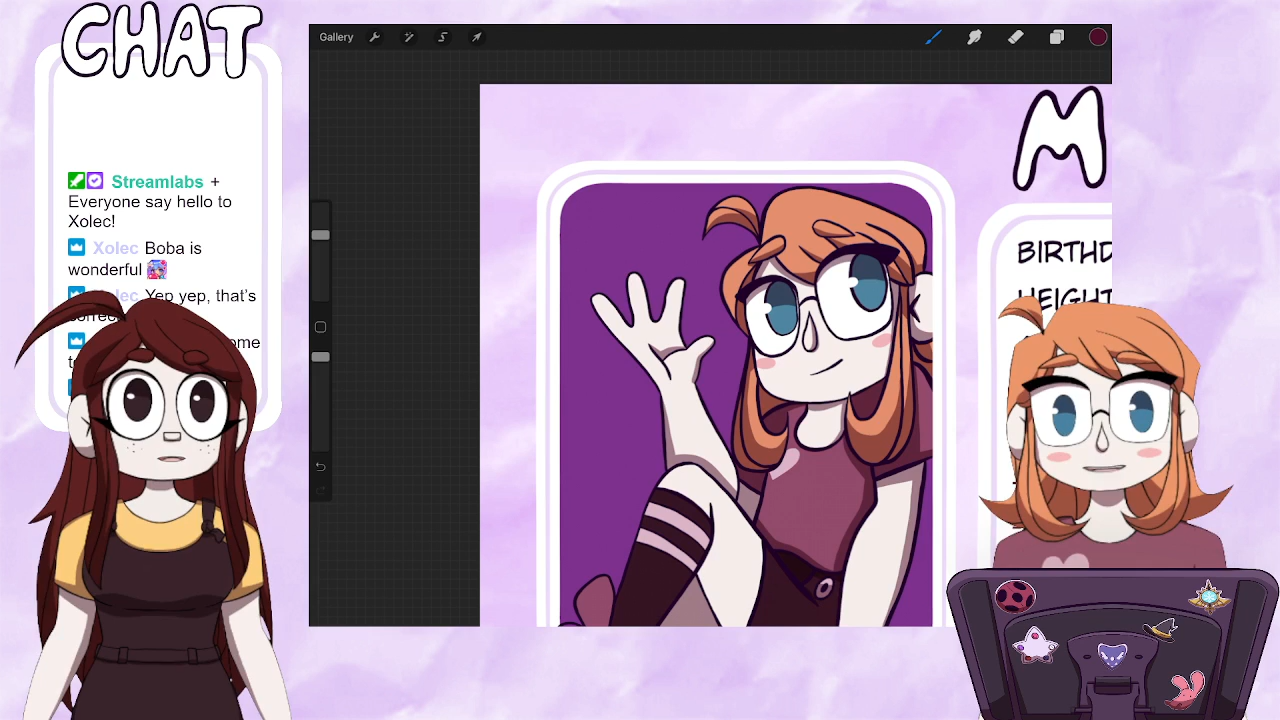 CHAT
Streamlabs +
Everyone say hello to
Xolec!
Xolec Boba is
wonderful
Yep yep, that's
Gallery
M
BIRTHD
HEIGHT